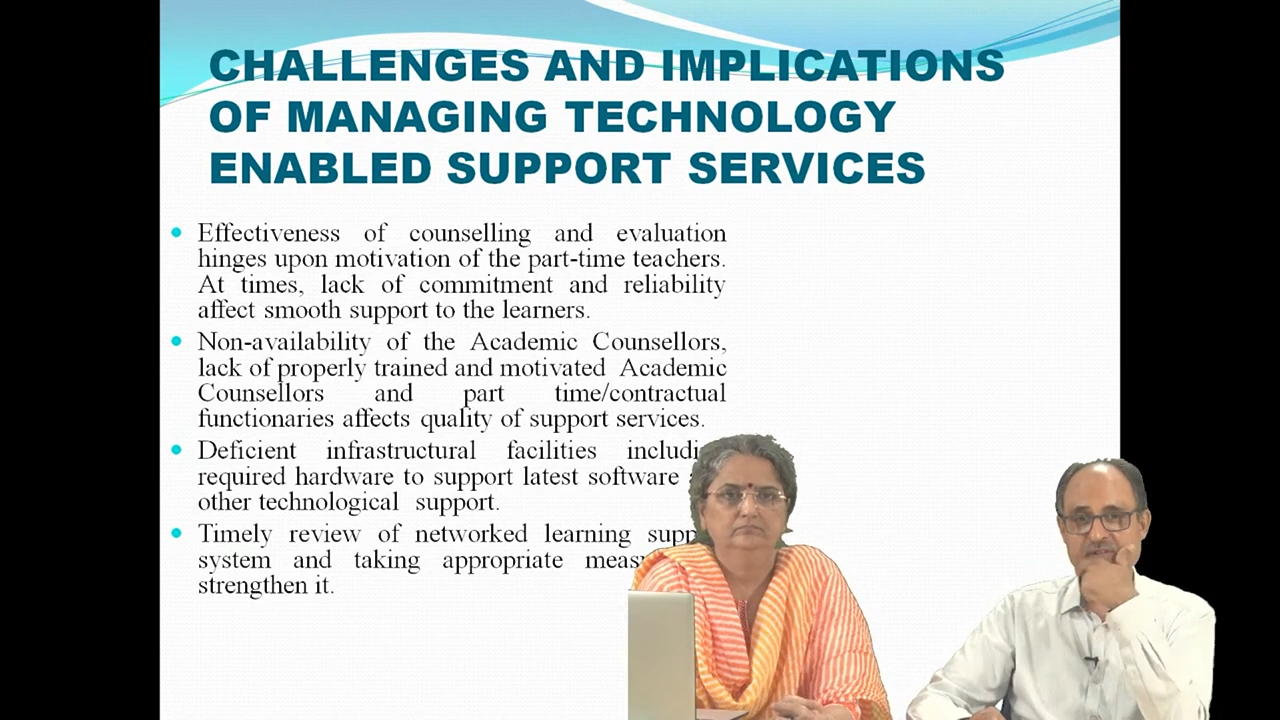 CHALLENGES AND IMPLICATIONS
OF MANAGING TECHNOLOGY
ENABLED SUPPORT SERVICES
• Effectiveness of counselling and evaluation
hinges upon motivation of the part-time teachers.
At times, lack of commitment and reliability
affect smooth support to the learners.
• Non-availability of the Academic Counsellors,
lack of properly trained and motivated Academic
Counsellors and part time/contractual
functionaries affects quality of support services.
• Deficient infrastructural facilities
required hardware to support latest software
other technological support.
• Timely review of networked learning
system and taking appropriate
strengthen it.